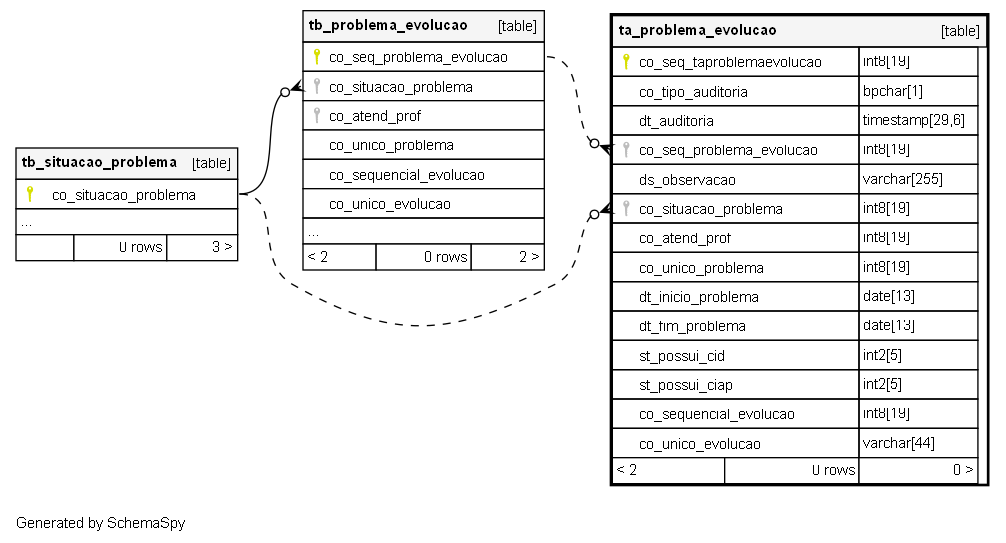 tb_situacao_problema [table]
co_situacao_problema
...
0 rows 3 >
tb_problema_evolucao [table]
co_seq_problema_evolucao
co_situacao_problema
co_atend_prof
co_unico_problema
co_sequencial_evolucao
co_unico_evolucao
...
< 2 0 rows 2 >
ta_problema_evolucao [table]
co_seq_taproblemaevolucao int8[19]
co_tipo_auditoria bpchar[1]
dt_auditoria timestamp[29,6]
co_seq_problema_evolucao int8[19]
ds_observacao varchar[255]
co_situacao_problema int8[19]
co_atend_prof int8[19]
co_unico_problema int8[19]
dt_inicio_problema date[13]
dt_fim_problema date[13]
st_possui_cid int2[5]
st_possui_ciap int2[5]
co_sequencial_evolucao int8[19]
co_unico_evolucao varchar[44]
< 2 0 rows 0 >
Generated by SchemaSpy